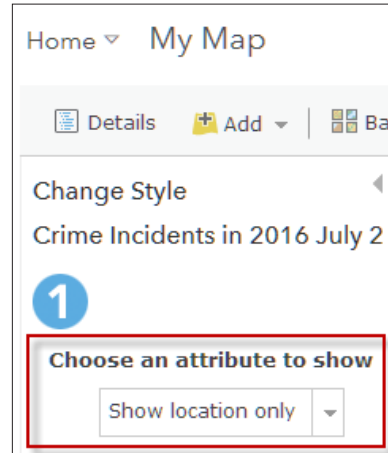 Home My Map
Details Add Ba
Change Style
Crime Incidents in 2016 July 2
1
Choose an attribute to show
Show location only